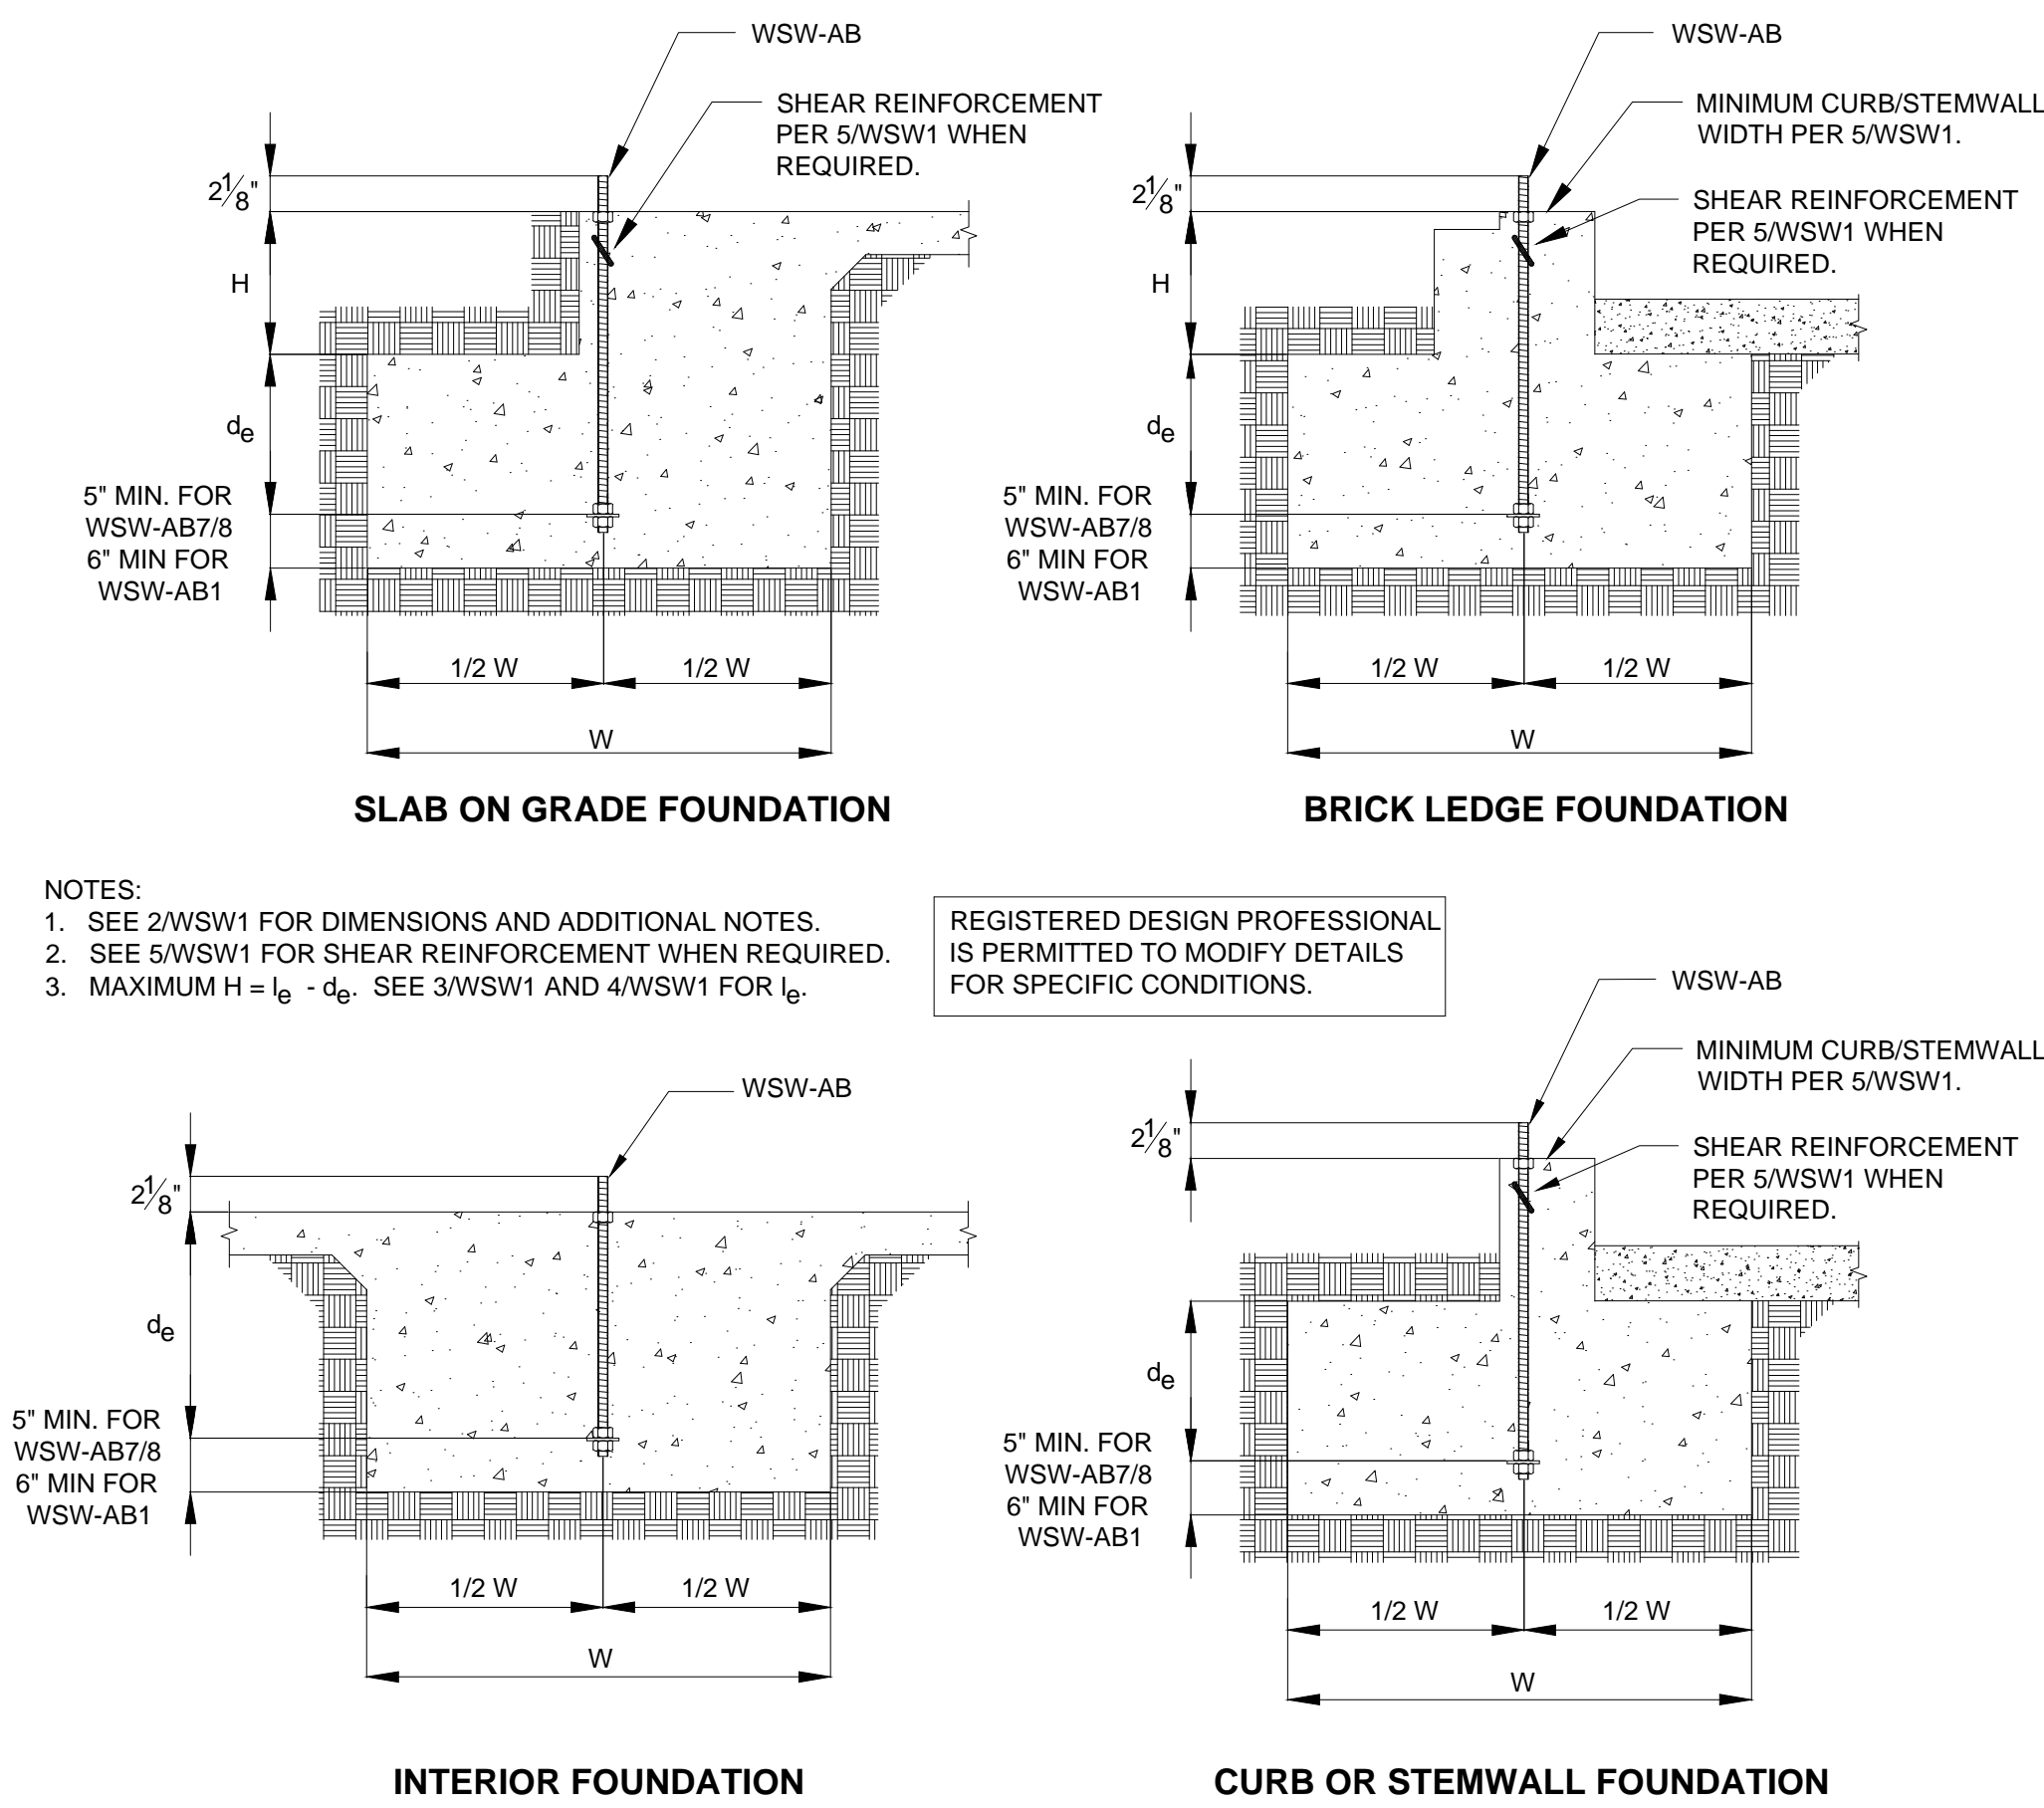 WSW-AB
SHEAR REINFORCEMENT
PER 5/WSW1 WHEN
REQUIRED.
2 1/8"
H
de
5" MIN. FOR
WSW-AB7/8
6" MIN FOR
WSW-AB1
1/2 W
1/2 W
W
SLAB ON GRADE FOUNDATION
WSW-AB
MINIMUM CURB/STEMWALL
WIDTH PER 5/WSW1.
SHEAR REINFORCEMENT
PER 5/WSW1 WHEN
REQUIRED.
2 1/8"
H
de
5" MIN. FOR
WSW-AB7/8
6" MIN FOR
WSW-AB1
1/2 W
1/2 W
W
BRICK LEDGE FOUNDATION
NOTES:
1. SEE 2/WSW1 FOR DIMENSIONS AND ADDITIONAL NOTES.
2. SEE 5/WSW1 FOR SHEAR REINFORCEMENT WHEN REQUIRED.
3. MAXIMUM H = le - de. SEE 3/WSW1 AND 4/WSW1 FOR le.
REGISTERED DESIGN PROFESSIONAL
IS PERMITTED TO MODIFY DETAILS
FOR SPECIFIC CONDITIONS.
WSW-AB
2 1/8"
de
5" MIN. FOR
WSW-AB7/8
6" MIN FOR
WSW-AB1
1/2 W
1/2 W
W
INTERIOR FOUNDATION
WSW-AB
MINIMUM CURB/STEMWALL
WIDTH PER 5/WSW1.
SHEAR REINFORCEMENT
PER 5/WSW1 WHEN
REQUIRED.
2 1/8"
de
5" MIN. FOR
WSW-AB7/8
6" MIN FOR
WSW-AB1
1/2 W
1/2 W
W
CURB OR STEMWALL FOUNDATION